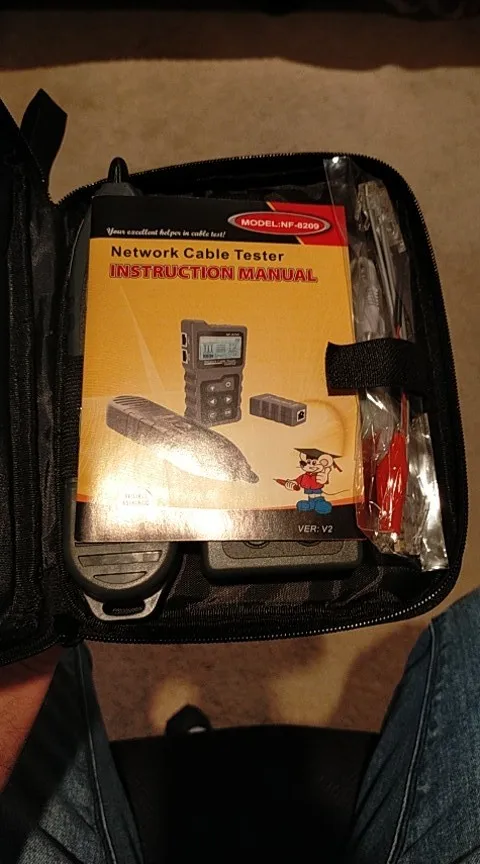 MODEL:NF-8209
Your excellent helper in cable test!
Network Cable Tester
INSTRUCTION MANUAL
VER: V2